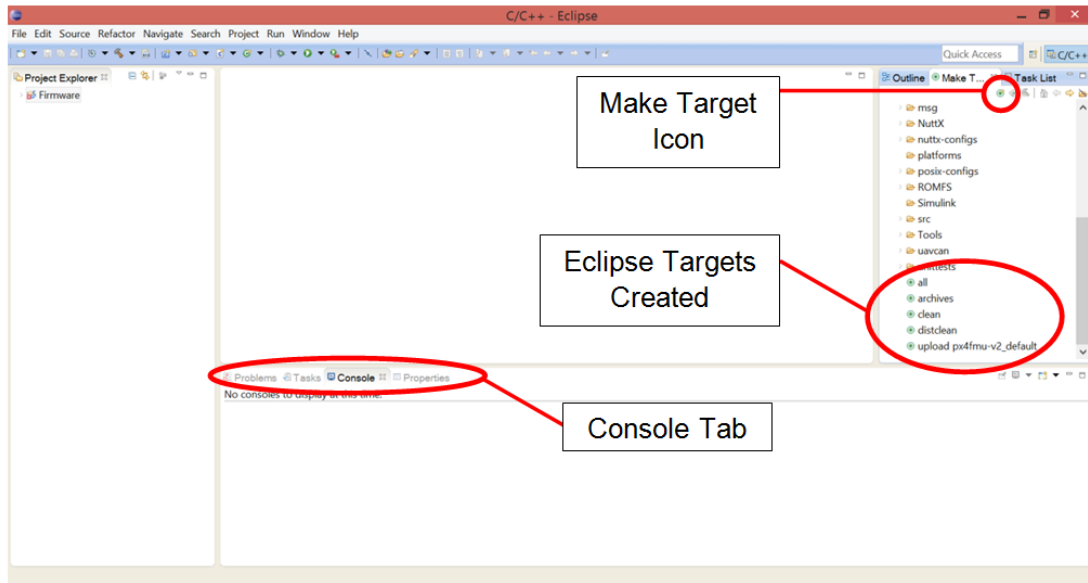 C/C++ - Eclipse
File Edit Source Refactor Navigate Search Project Run Window Help
Quick Access
C/C++
Project Explorer
Firmware
Make Target
Icon
Outline Make T... Task List
msg
NuttX
nuttx-configs
platforms
posix-configs
ROMFS
Simulink
src
Tools
uavcan
unittests
all
archives
clean
distclean
upload px4fmu-v2_default
Eclipse Targets
Created
Problems Tasks Console Properties
No consoles to display at this time.
Console Tab